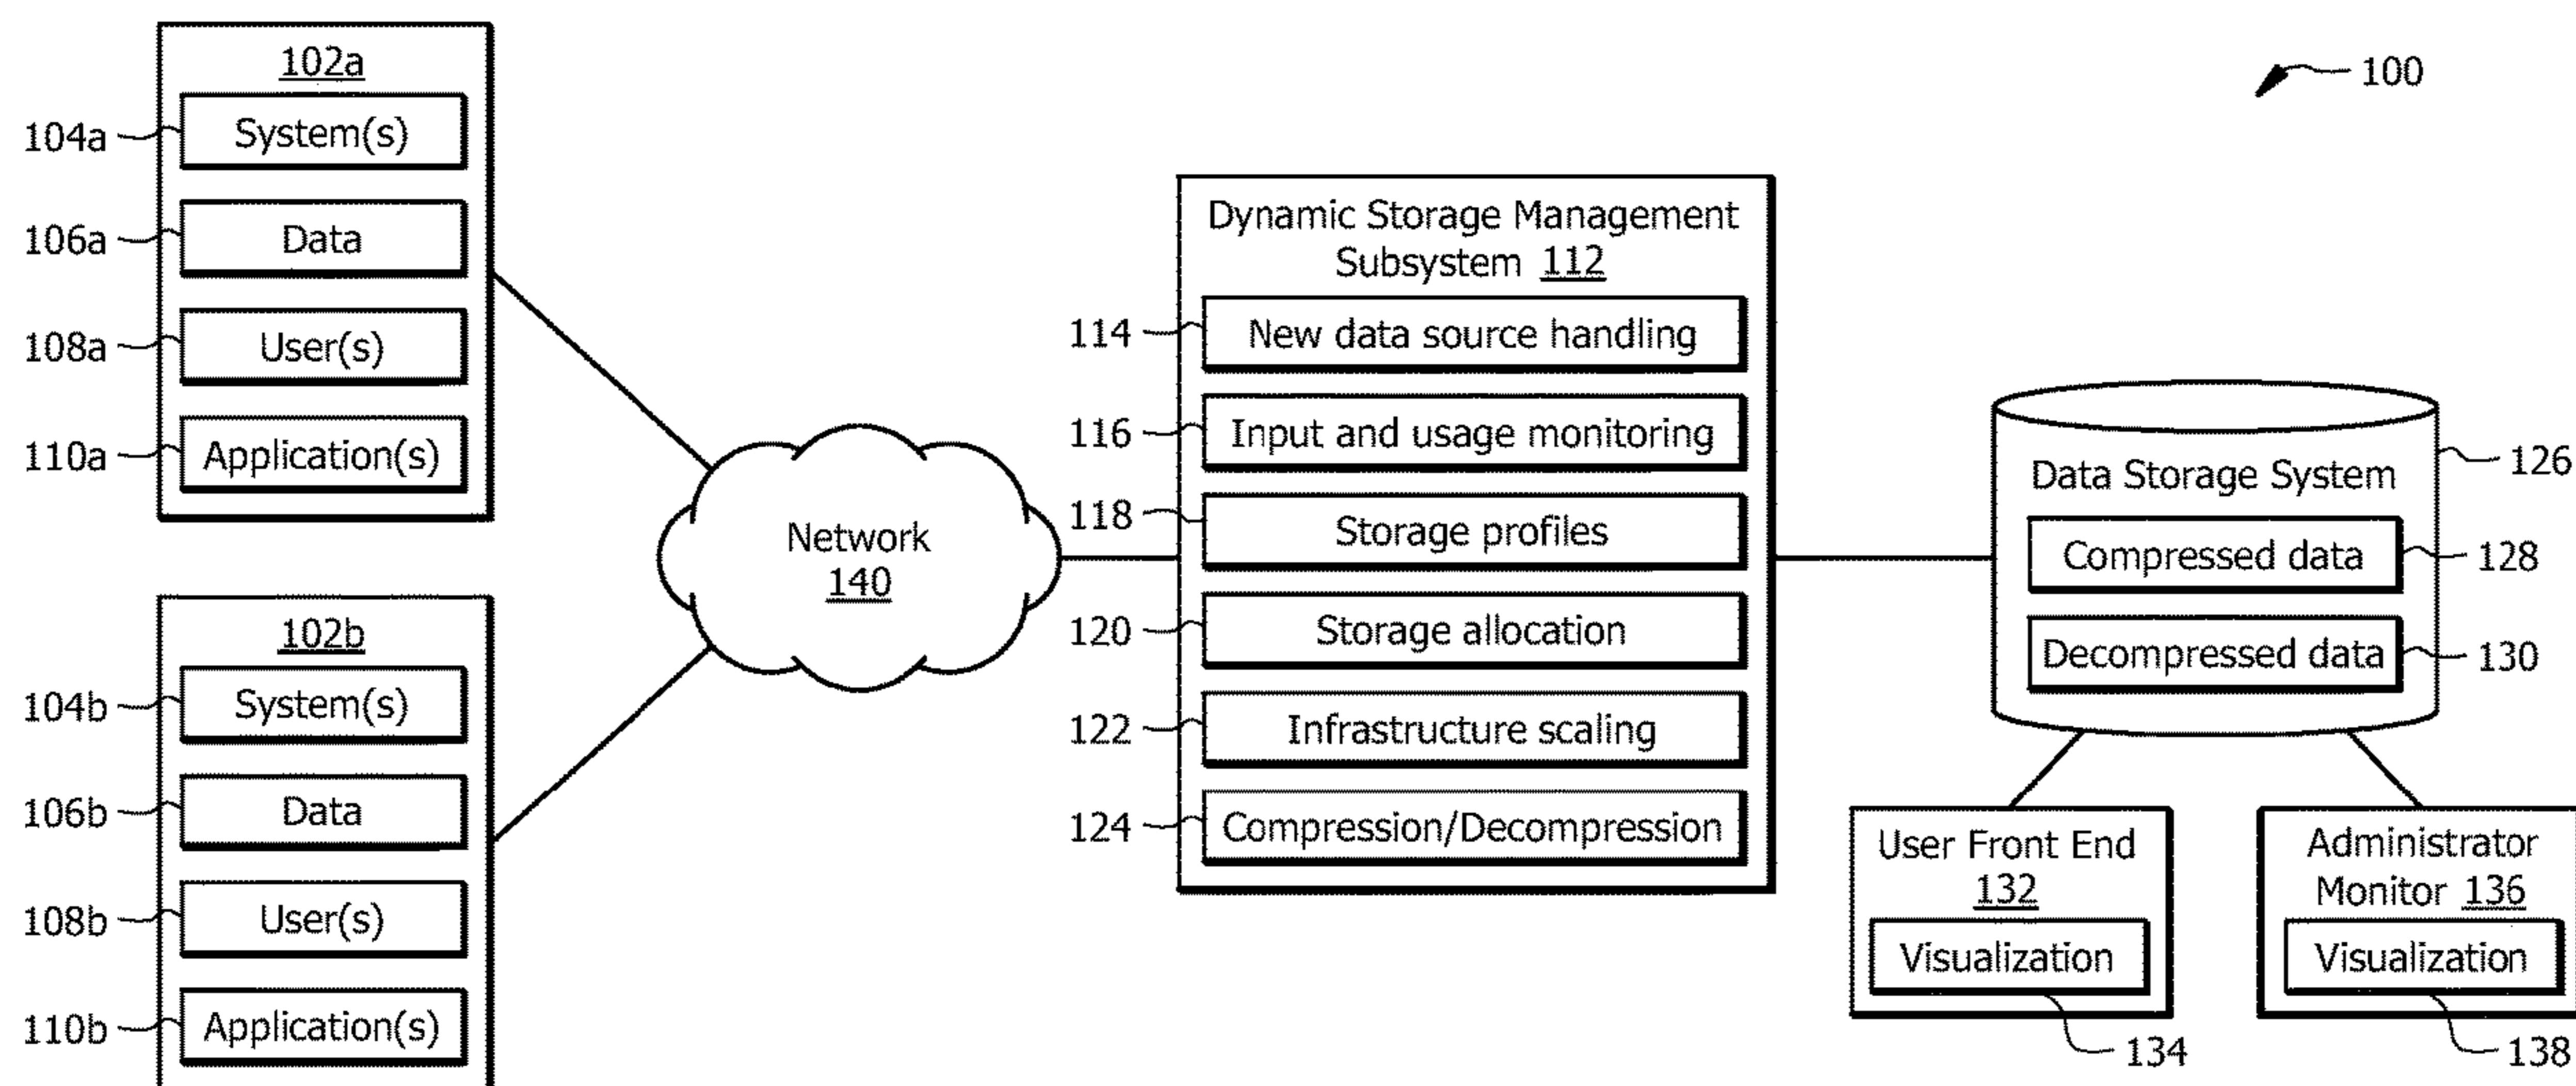 102a
104a
System(s)
106a
Data
108a
User(s)
110a
Application(s)
102b
104b
System(s)
106b
Data
108b
User(s)
110b
Application(s)
Network
140
Dynamic Storage Management
Subsystem 112
114
New data source handling
116
Input and usage monitoring
118
Storage profiles
120
Storage allocation
122
Infrastructure scaling
124
Compression/Decompression
100
Data Storage System
126
Compressed data
128
Decompressed data
130
User Front End
132
Visualization
134
Administrator
Monitor 136
Visualization
138